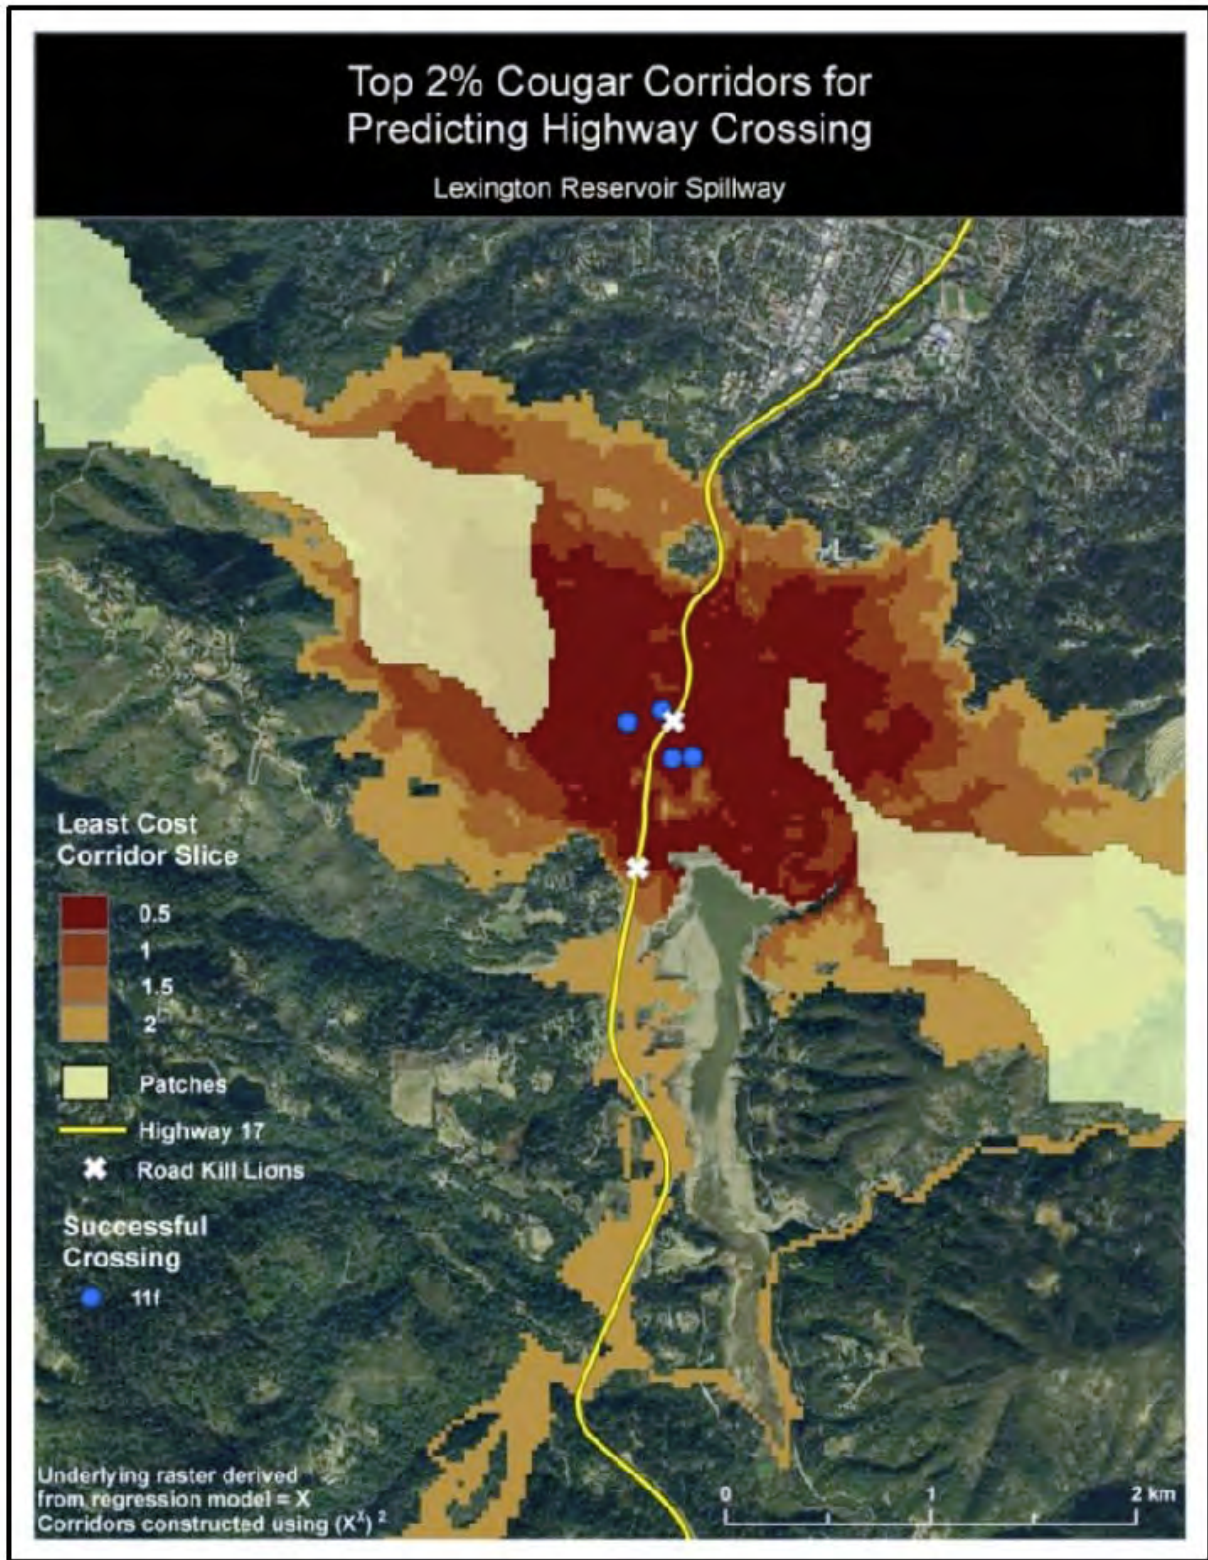 Top 2% Cougar Corridors for
Predicting Highway Crossing
Lexington Reservoir Spillway
Least Cost
Corridor Slice
0.5
1
1.5
2
Patches
Highway 17
Road Kill Lions
Successful
Crossing
11f
Underlying raster derived
from regression model = X
Corridors constructed using (Xˣ) ²
0 1 2 km